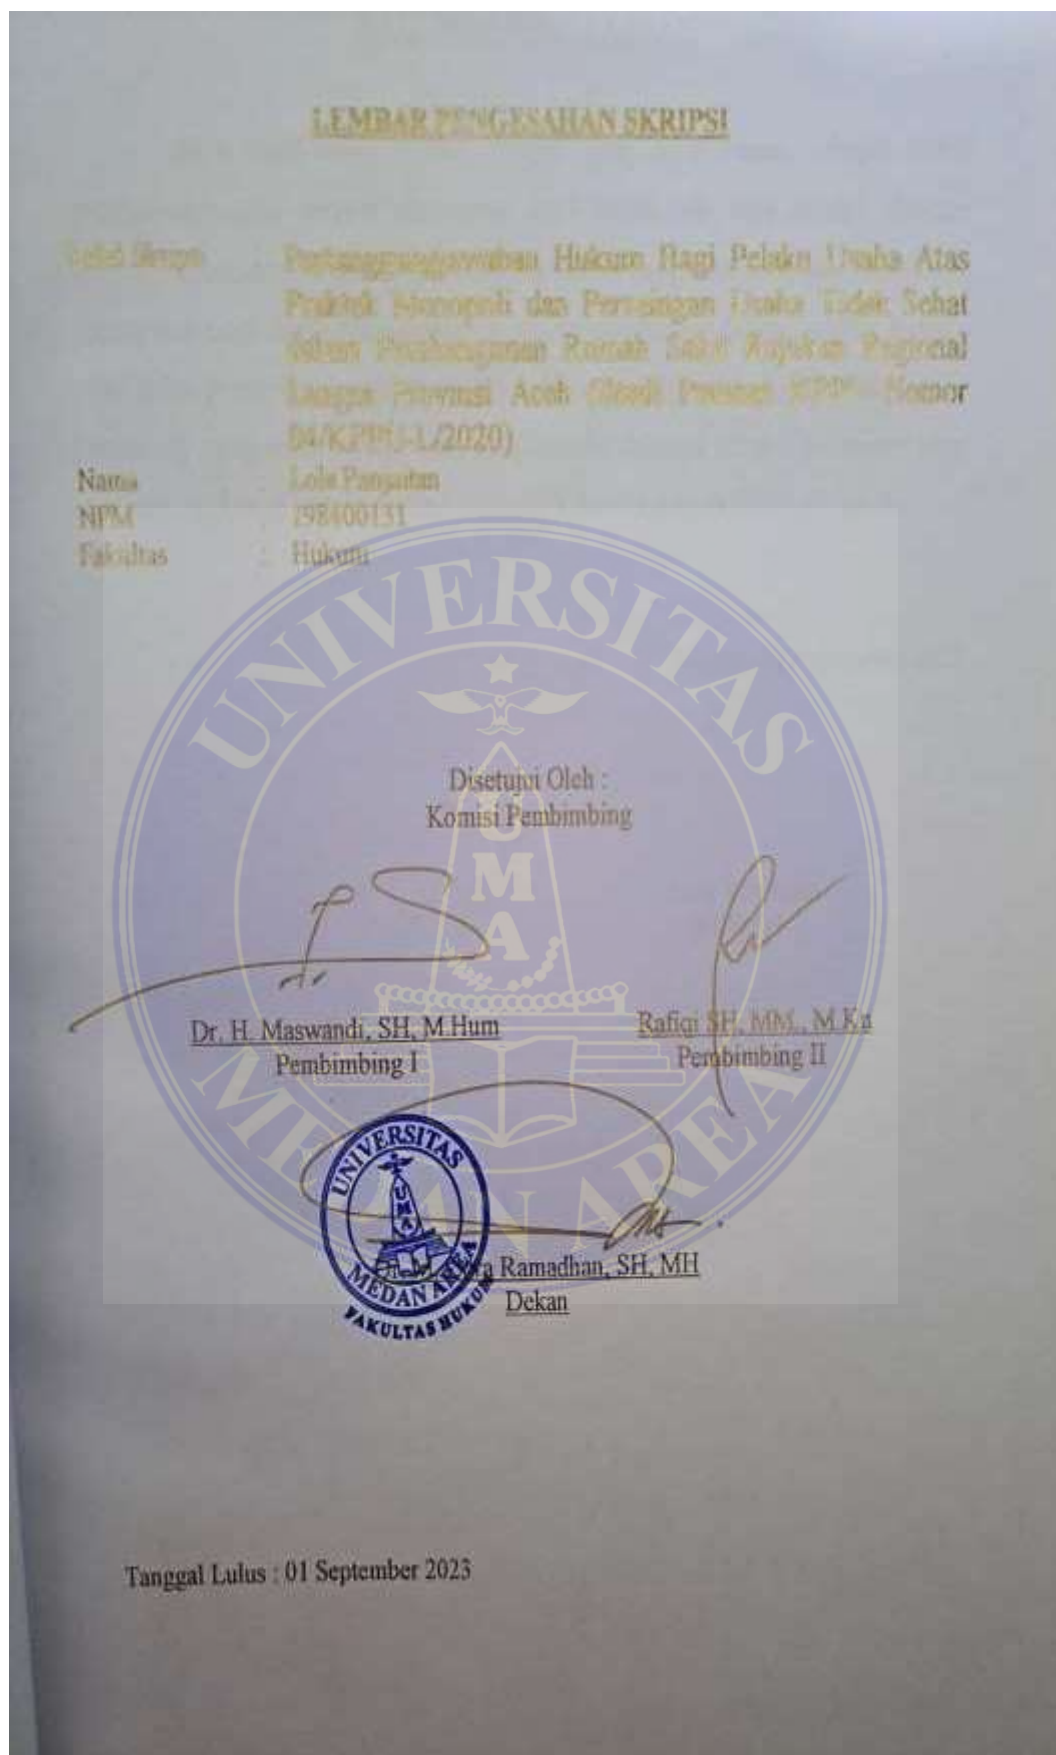 LEMBAR PENGESAHAN SKRIPSI
Judul Skripsi : Pertanggungjawaban Hukum Bagi Pelaku Usaha Atas
Praktek Monopoli dan Persaingan Usaha Tidak Sehat
dalam Pembangunan Rumah Sakit Rujukan Regional
Langsa Provinsi Aceh (Studi Putusan KPPU Nomor
04/KPPU-L/2020)
Nama : Lola Panjaitan
NPM : 198400131
Fakultas : Hukum
UNIVERSITAS
UMA
MEDAN AREA
Disetujui Oleh :
Komisi Pembimbing
Dr. H. Maswandi, SH, M.Hum
Pembimbing I
Rafiqi SH, MM., M.Kn
Pembimbing II
UNIVERSITAS
UMA
MEDAN AREA
FAKULTAS HUKUM
Ramadhan, SH, MH
Dekan
Tanggal Lulus : 01 September 2023